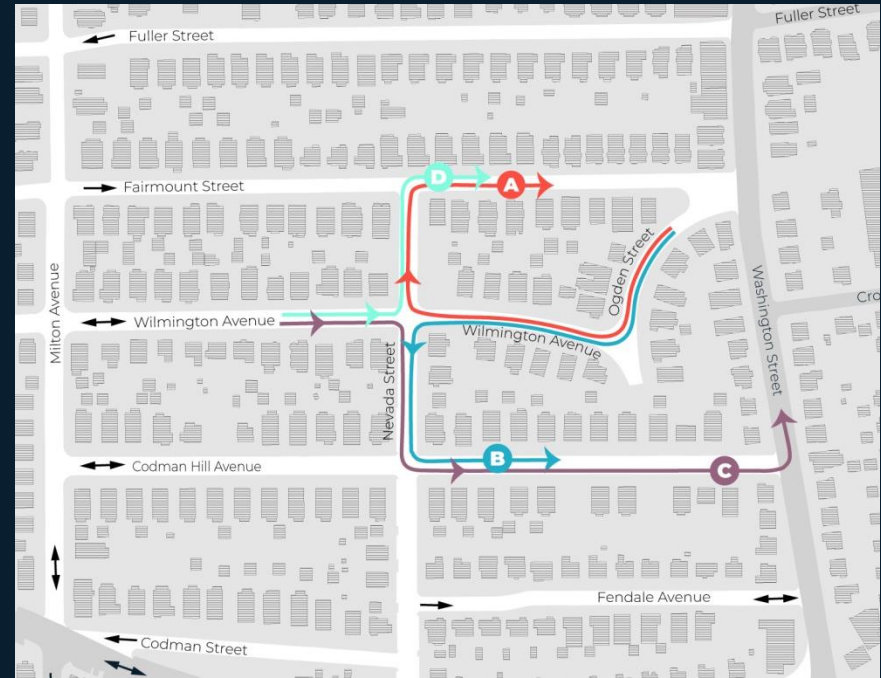 Fuller Street
Fuller Street
D
A
Fairmount Street
Ogden Street
Milton Avenue
Wilmington Avenue
Wilmington Avenue
Washington Street
Cro
Nevada Street
B
Codman Hill Avenue
C
Fendale Avenue
Codman Street